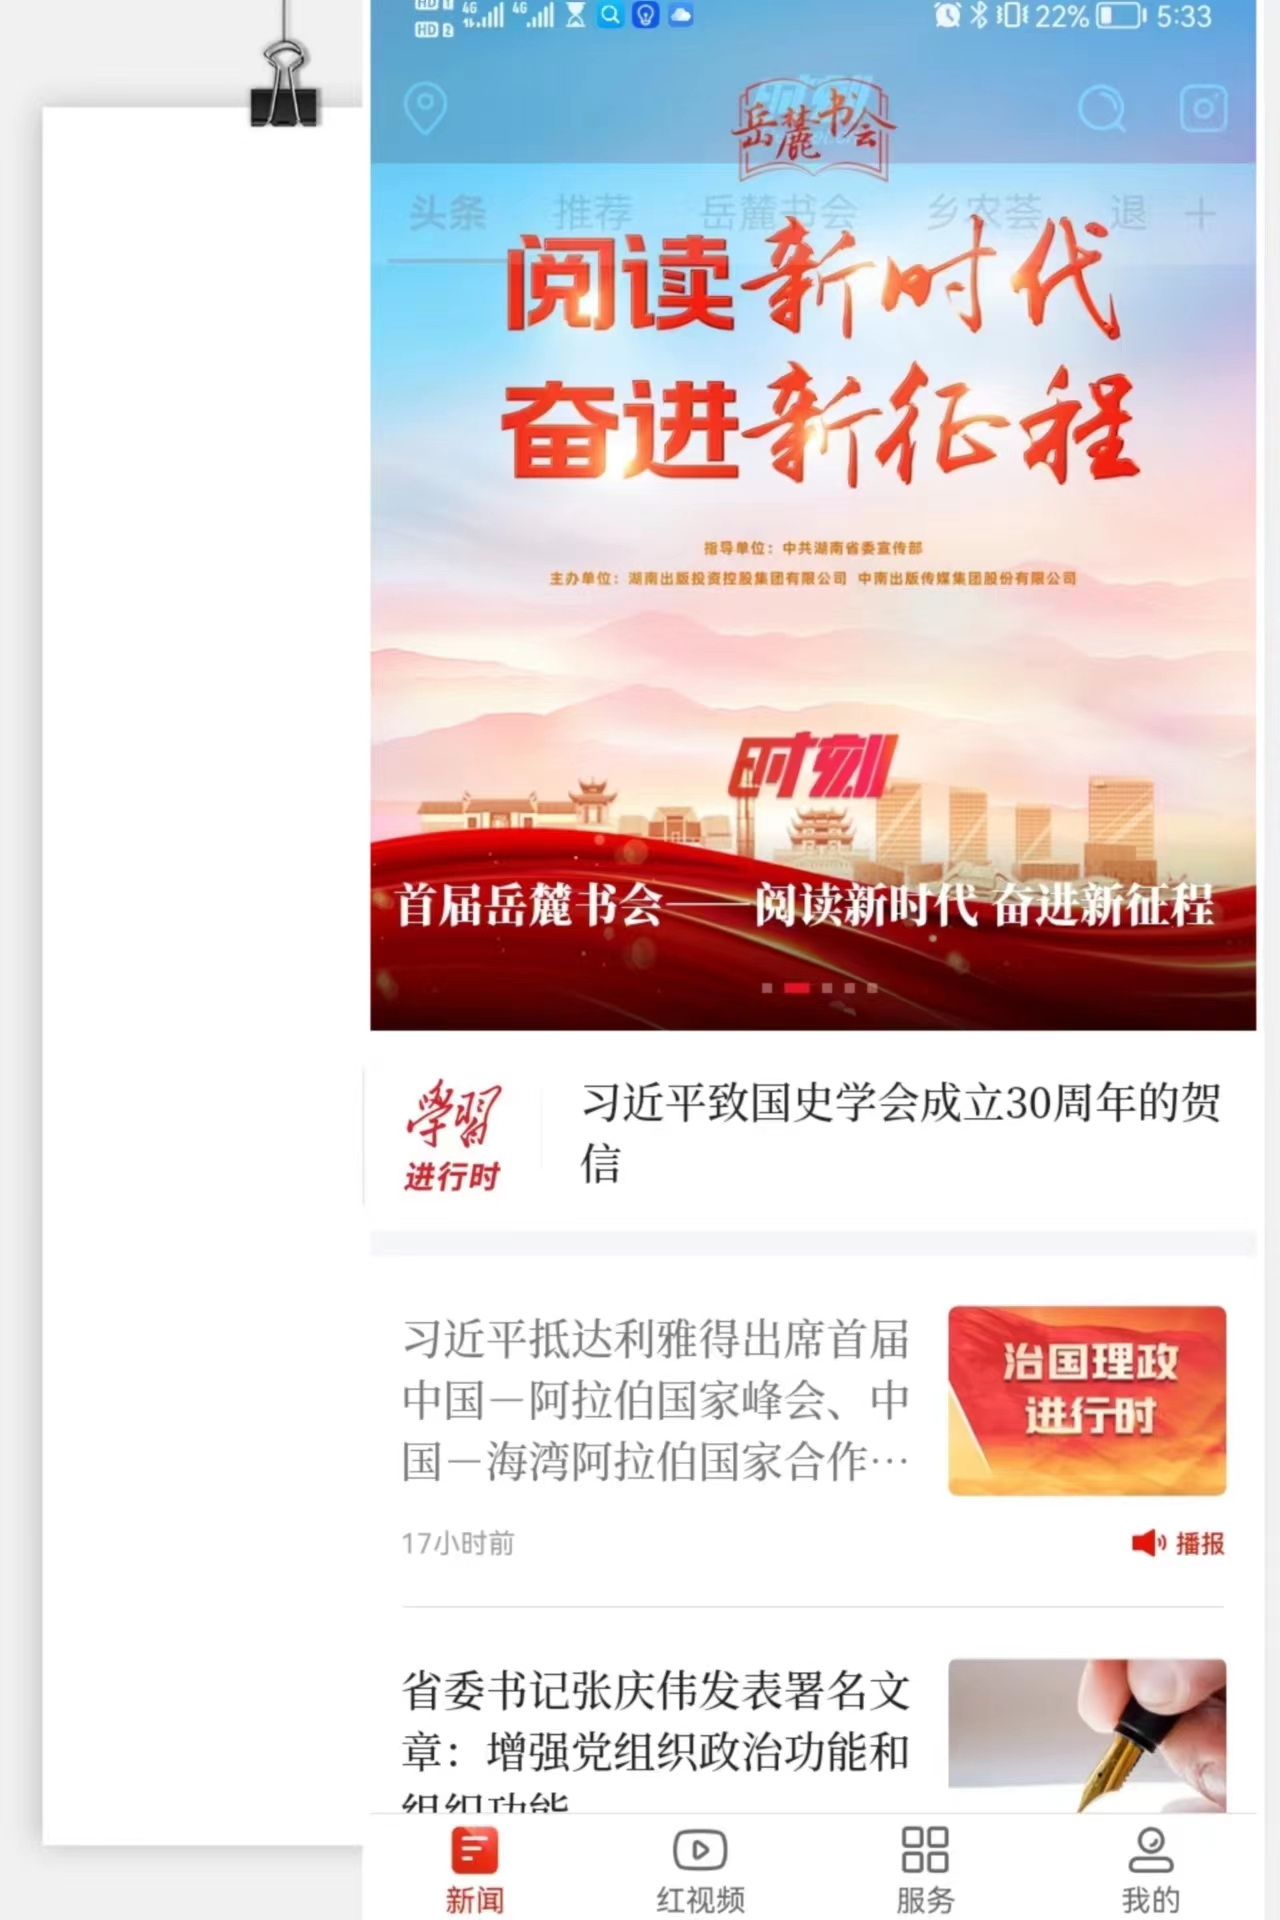 HD 1 4G 4G 22% 5:33
HD 2
时刻
岳麓书会
头条 推荐 岳麓书会 乡农荟 退 +
阅读新时代
奋进新征程
指导单位：中共湖南省委宣传部
主办单位：湖南出版投资控股集团有限公司 中南出版传媒集团股份有限公司
时刻
首届岳麓书会——阅读新时代 奋进新征程
學習
进行时
习近平致国史学会成立30周年的贺
信
习近平抵达利雅得出席首届
中国－阿拉伯国家峰会、中
国－海湾阿拉伯国家合作…
治国理政
进行时
17小时前
播报
省委书记张庆伟发表署名文
章：增强党组织政治功能和
组织功能
新闻 红视频 服务 我的